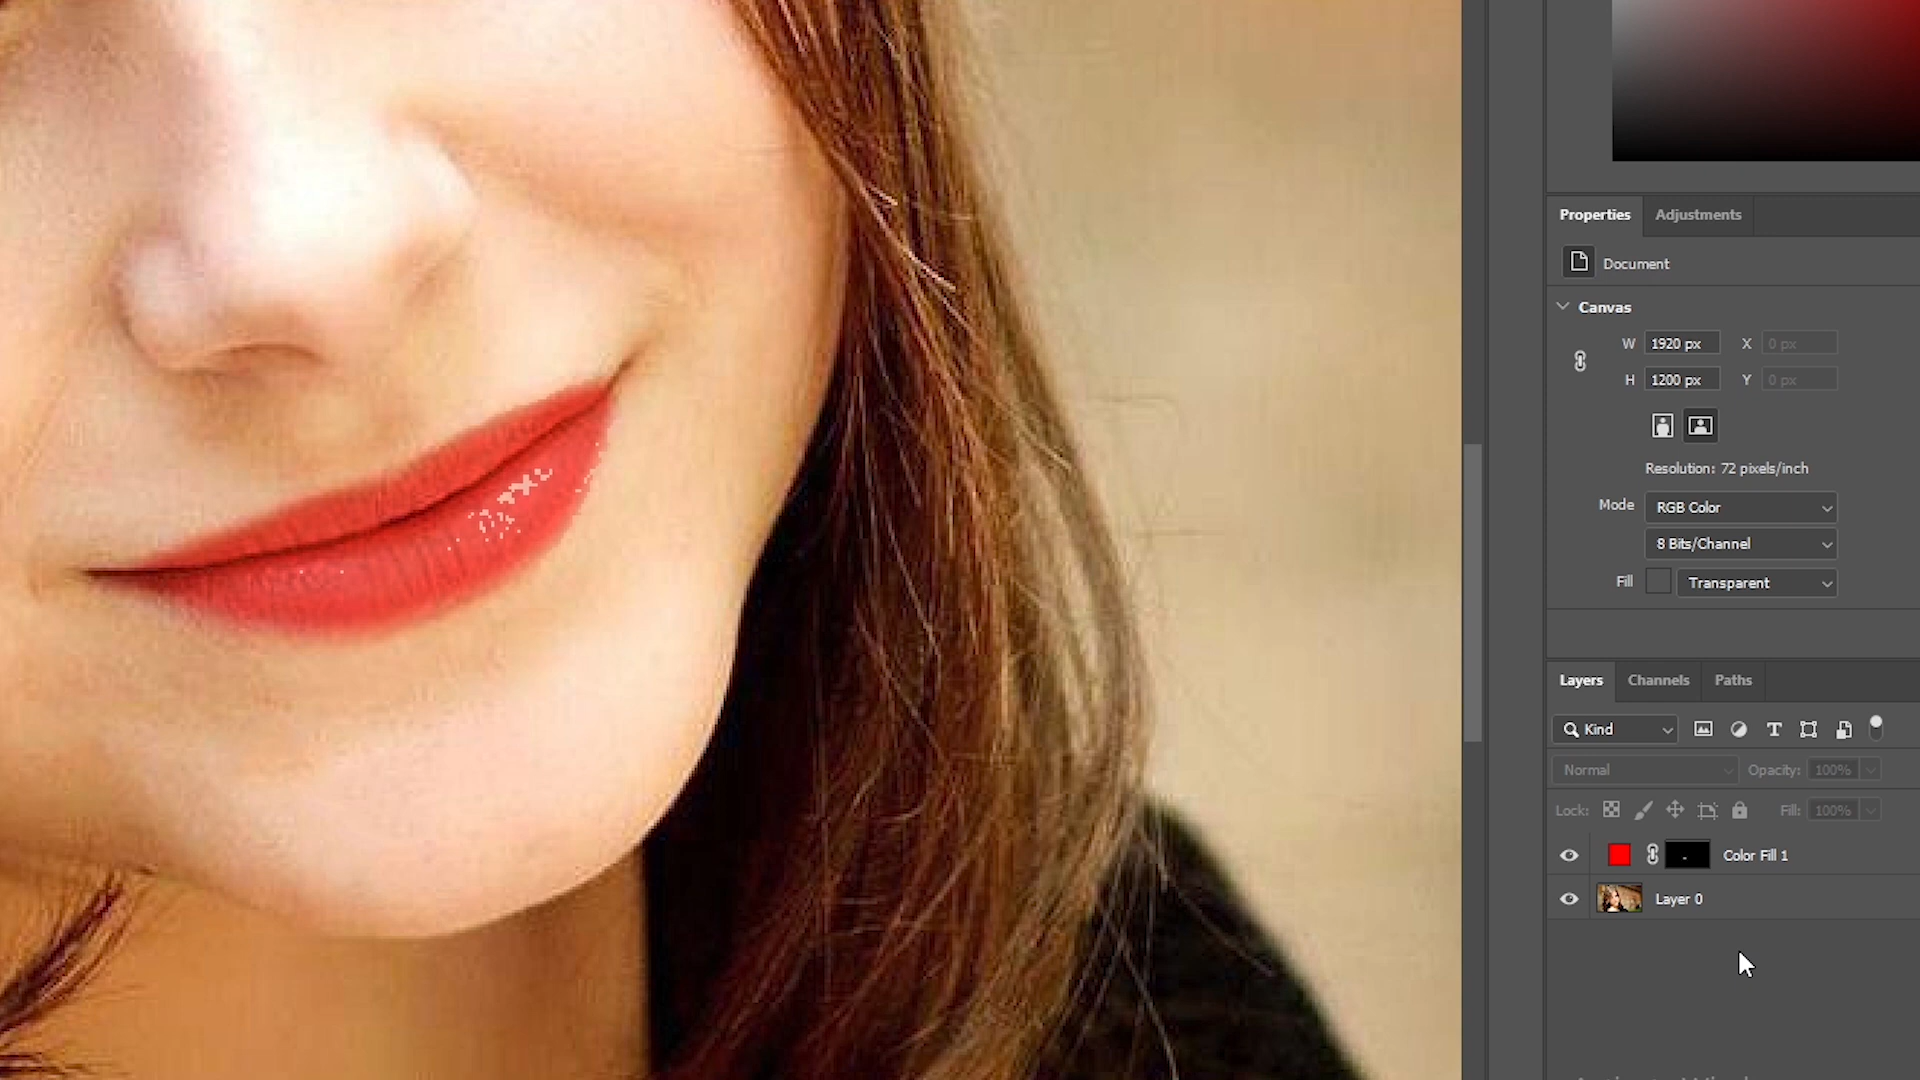 Properties Adjustments
Document
Canvas
W 1920 px X 0 px
H 1200 px Y 0 px
Resolution: 72 pixels/inch
Mode RGB Color
8 Bits/Channel
Fill Transparent
Layers Channels Paths
Kind
Normal Opacity: 100%
Lock: Fill: 100%
Color Fill 1
Layer 0